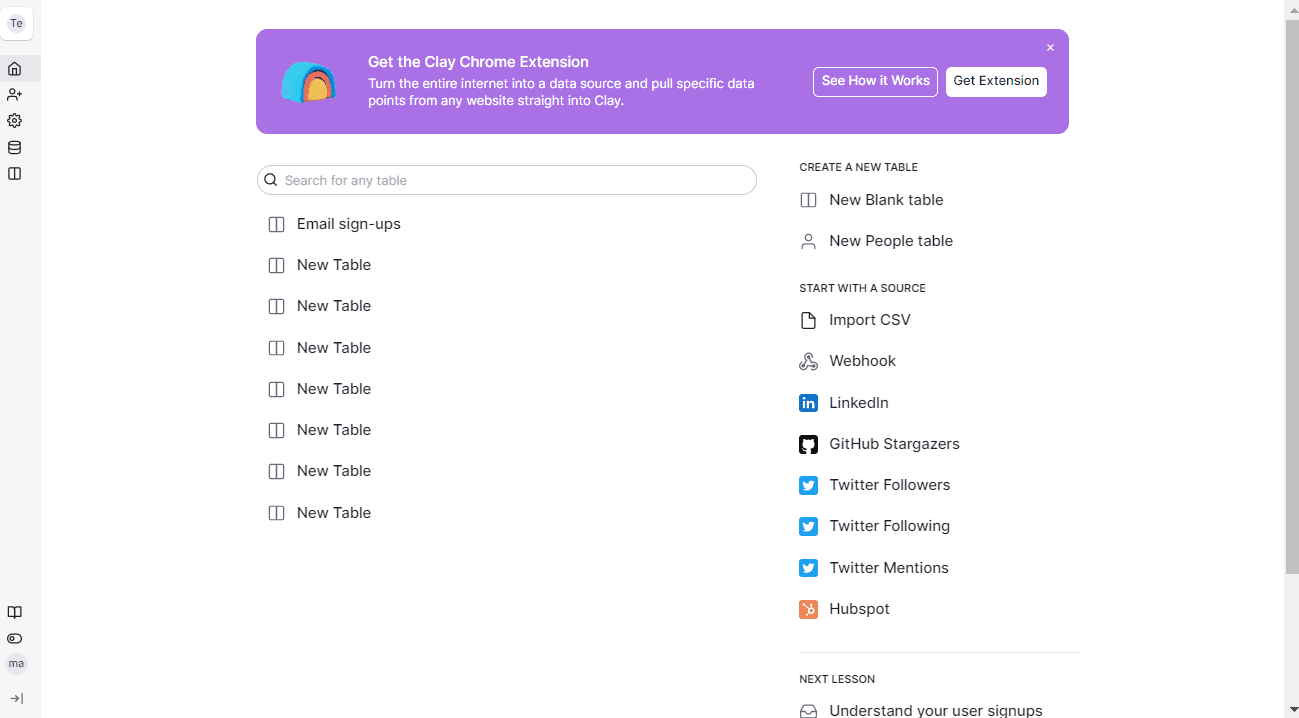 Te
Get the Clay Chrome Extension
Turn the entire internet into a data source and pull specific data
points from any website straight into Clay.
See How it Works
Get Extension
Search for any table
Email sign-ups
New Table
New Table
New Table
New Table
New Table
New Table
New Table
CREATE A NEW TABLE
New Blank table
New People table
START WITH A SOURCE
Import CSV
Webhook
in
LinkedIn
GitHub Stargazers
Twitter Followers
Twitter Following
Twitter Mentions
Hubspot
NEXT LESSON
Understand your user signups
ma